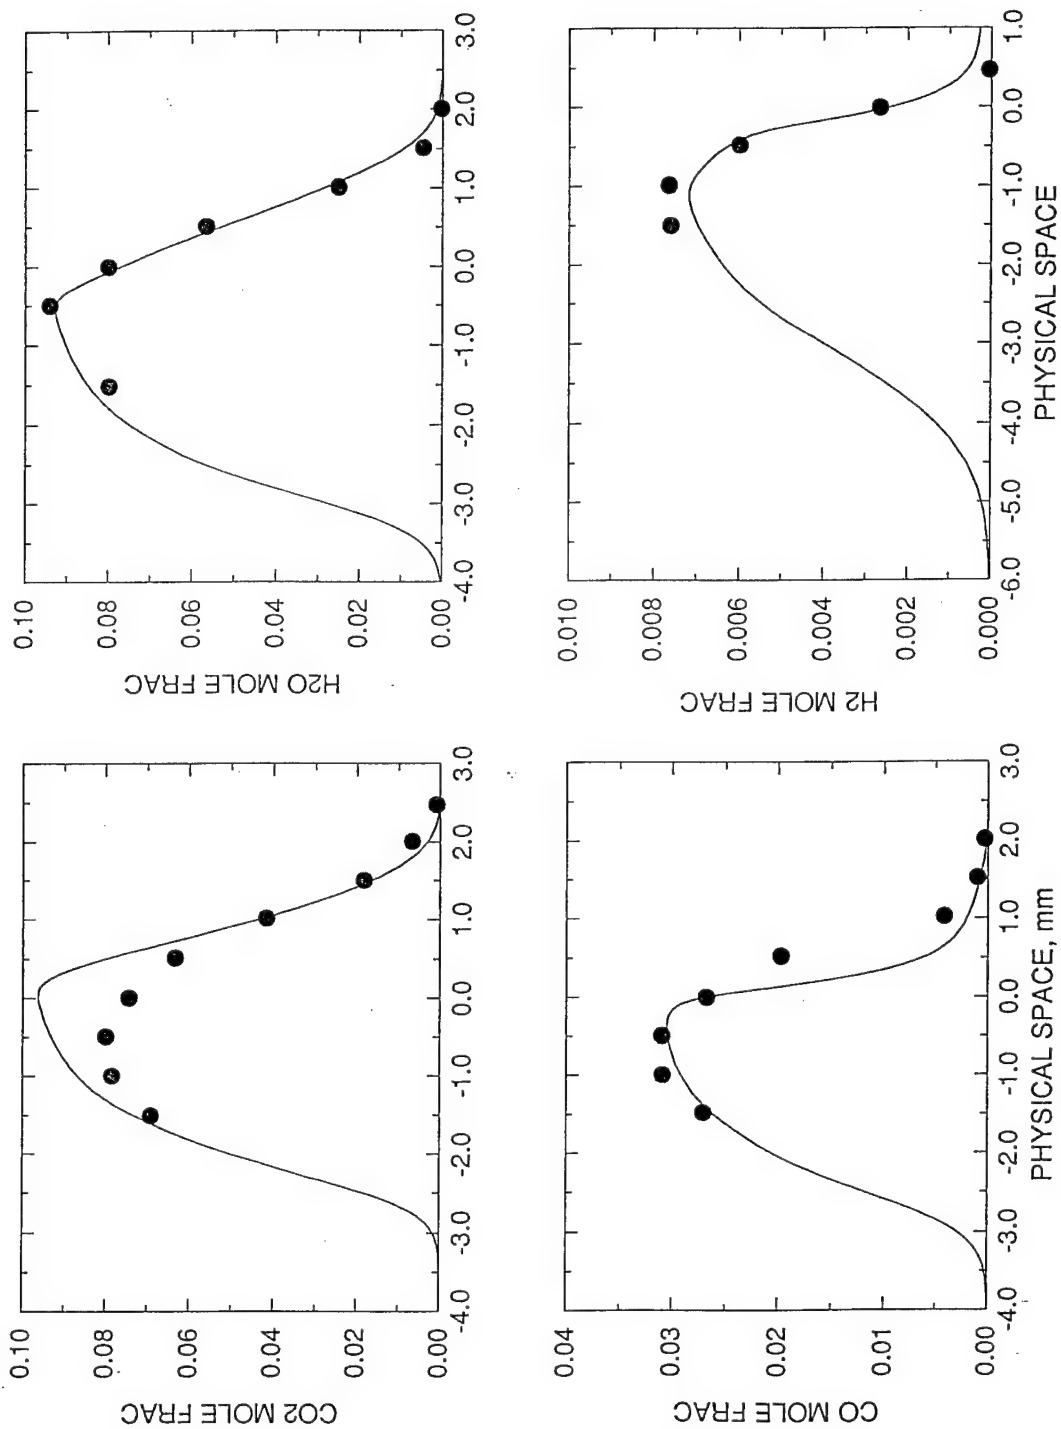 CO2 MOLE FRAC
0.10
0.08
0.06
0.04
0.02
0.00
-4.0 -3.0 -2.0 -1.0 0.0 1.0 2.0 3.0
H2O MOLE FRAC
0.10
0.08
0.06
0.04
0.02
0.00
-4.0 -3.0 -2.0 -1.0 0.0 1.0 2.0 3.0
CO MOLE FRAC
0.04
0.03
0.02
0.01
0.00
-4.0 -3.0 -2.0 -1.0 0.0 1.0 2.0 3.0
PHYSICAL SPACE, mm
H2 MOLE FRAC
0.010
0.008
0.006
0.004
0.002
0.000
-6.0 -5.0 -4.0 -3.0 -2.0 -1.0 0.0 1.0
PHYSICAL SPACE